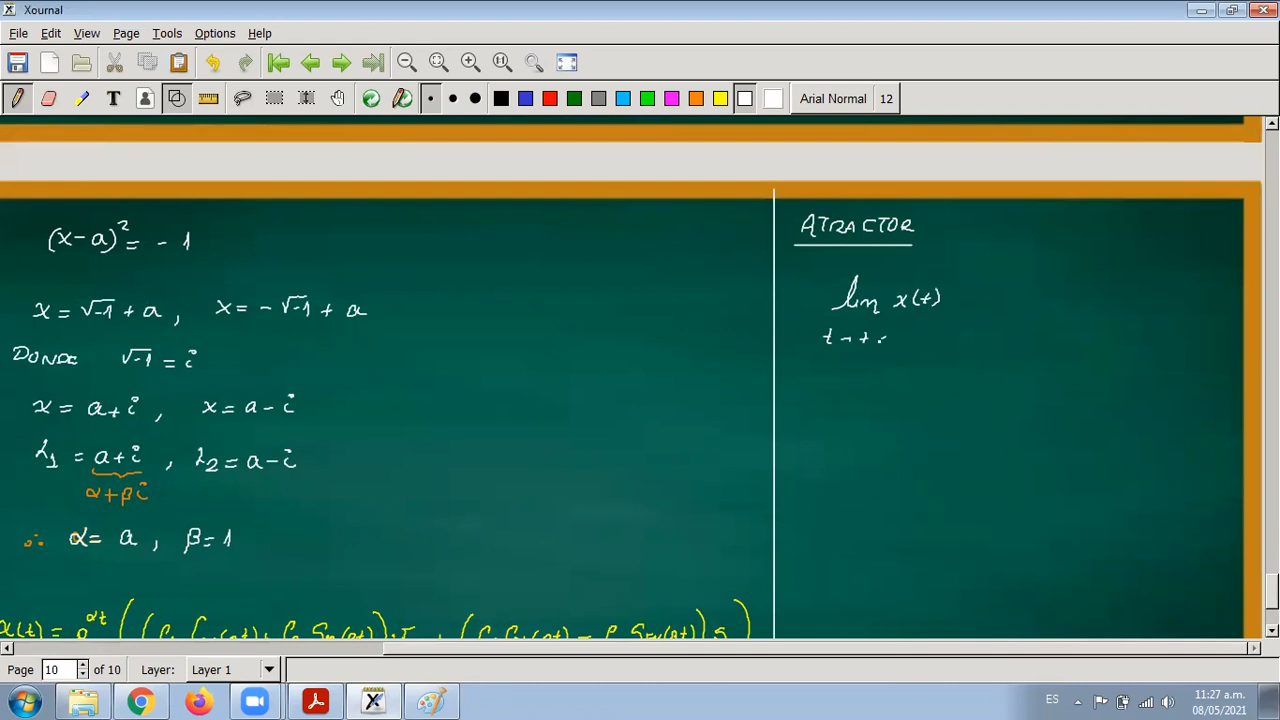 Xournal
File Edit View Page Tools Options Help
Arial Normal 12
(x-a)² = -1
x = √-1 + a , x = -√-1 + a
DONDE √-1 = i
x = a+i , x = a-i
λ1 = a+i , λ2 = a-i
α+βi
∴ α = a , β = 1
ATRACTOR
lim x(t)
t → +
Page 10 of 10 Layer: Layer 1
ES 11:27 a.m.
08/05/2021